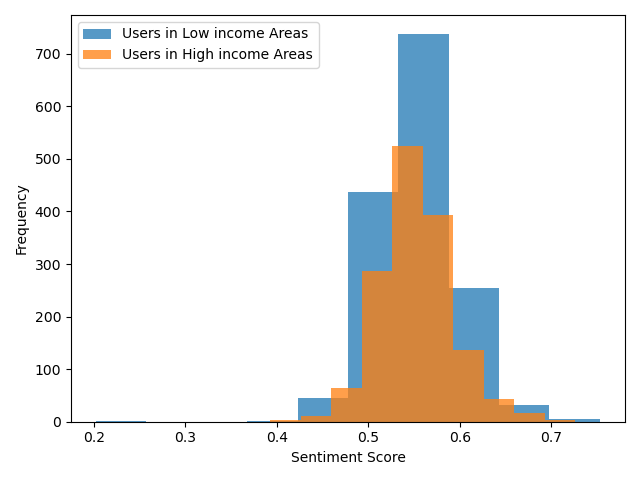 Users in Low income Areas
Users in High income Areas
700
600
500
400
300
200
100
0
Frequency
0.2 0.3 0.4 0.5 0.6 0.7
Sentiment Score